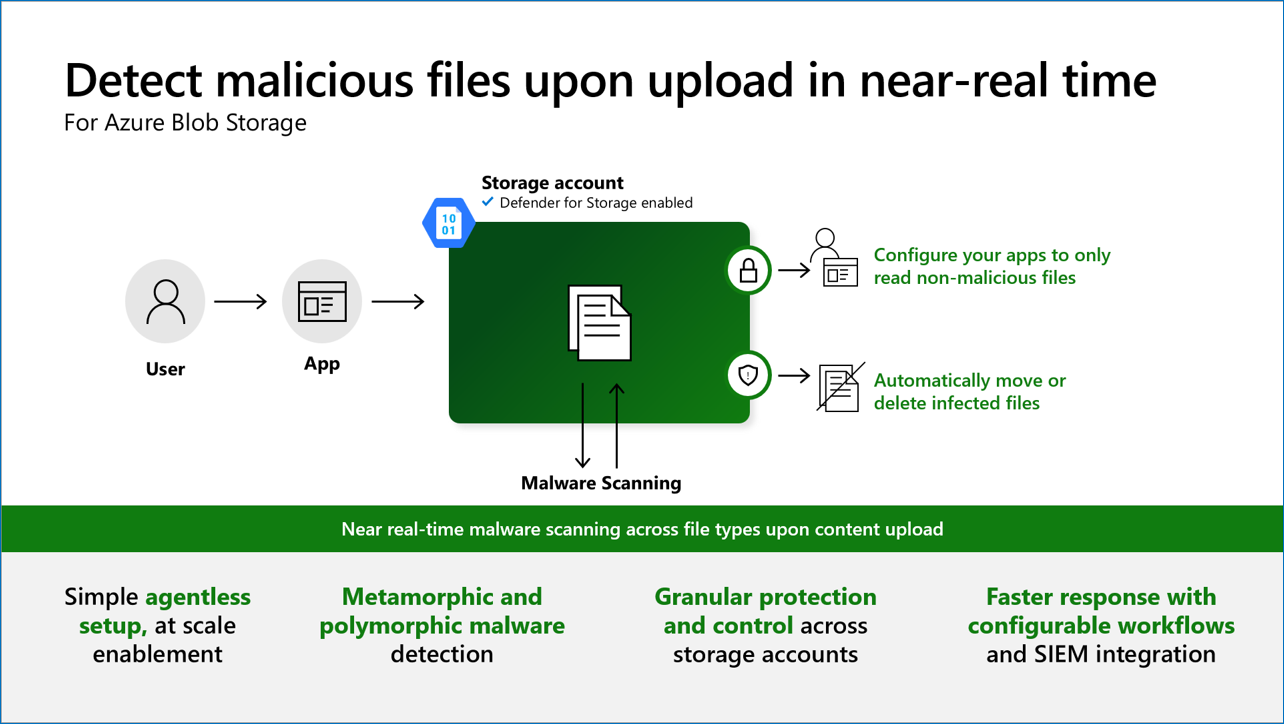 Detect malicious files upon upload in near-real time
For Azure Blob Storage
Storage account
Defender for Storage enabled
10
01
User
App
Configure your apps to only
read non-malicious files
Automatically move or
delete infected files
Malware Scanning
Near real-time malware scanning across file types upon content upload
Simple agentless
setup, at scale
enablement
Metamorphic and
polymorphic malware
detection
Granular protection
and control across
storage accounts
Faster response with
configurable workflows
and SIEM integration